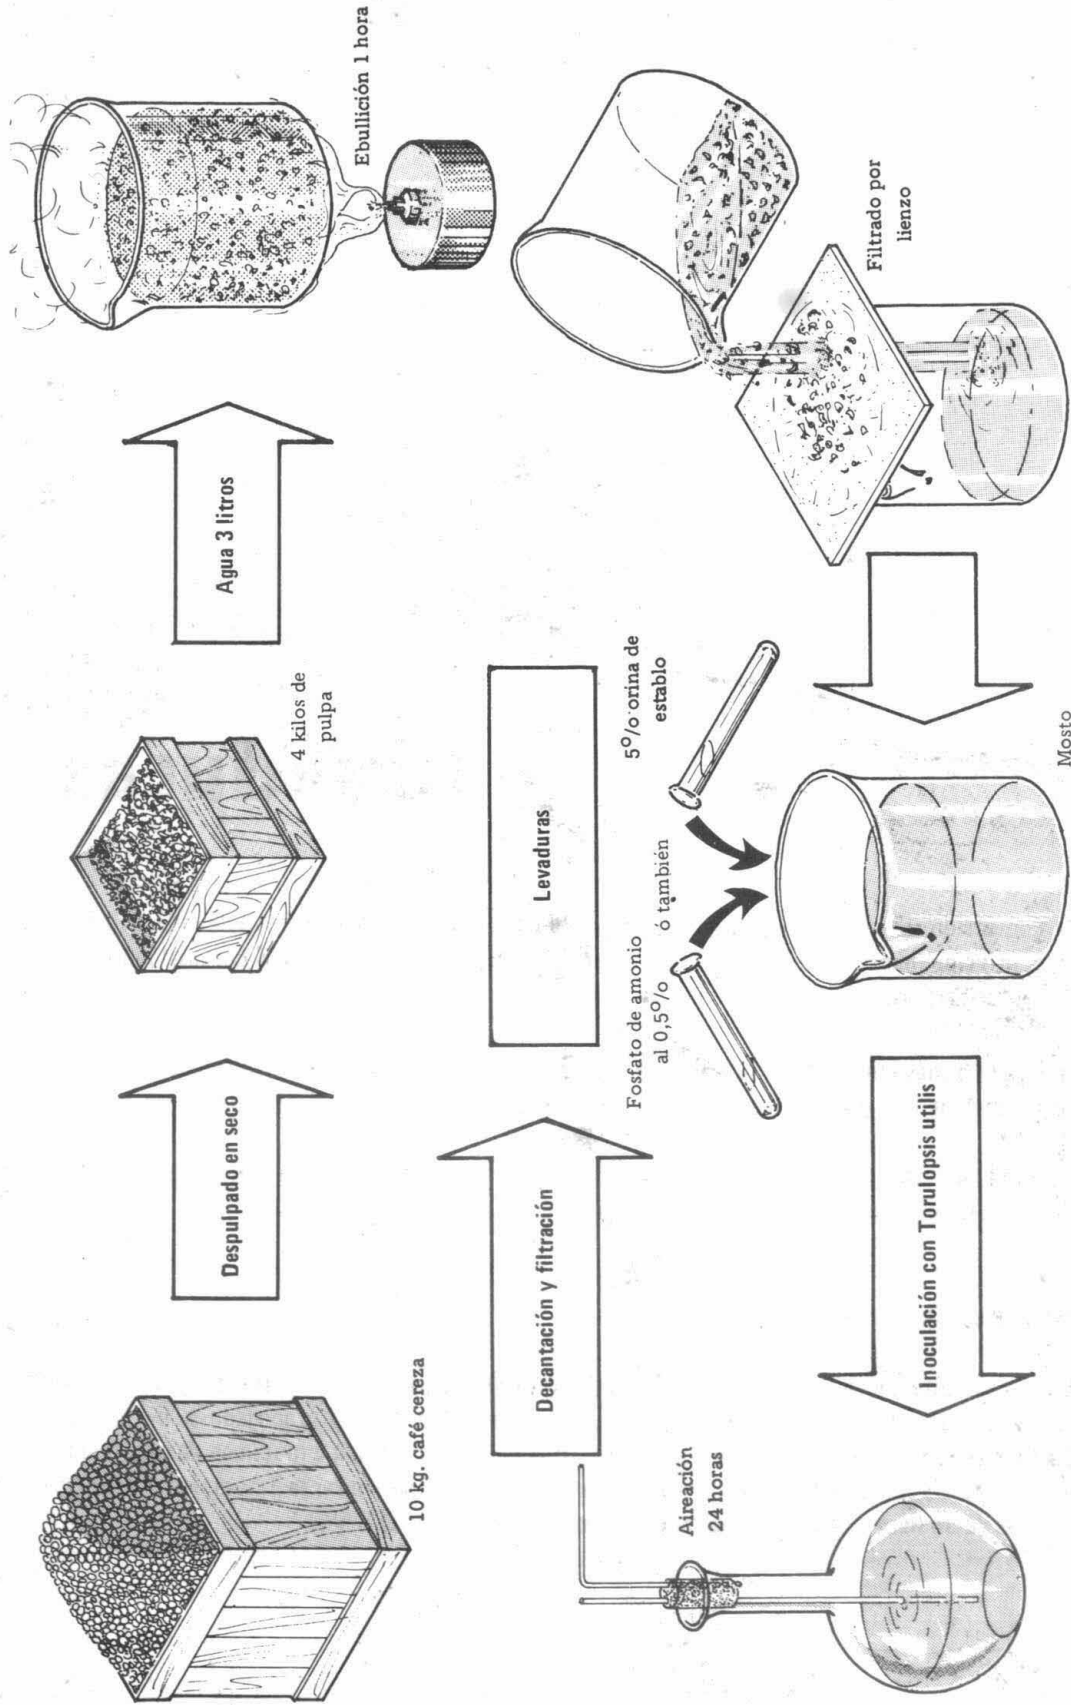 10 kg. café cereza
Despulpado en seco
4 kilos de
pulpa
Agua 3 litros
Ebullición 1 hora
Filtrado por
lienzo
Mosto
Fosfato de amonio
al 0,5º/o
ó también
5º/o orina de
establo
Inoculación con Torulopsis utilis
Aireación
24 horas
Decantación y filtración
Levaduras